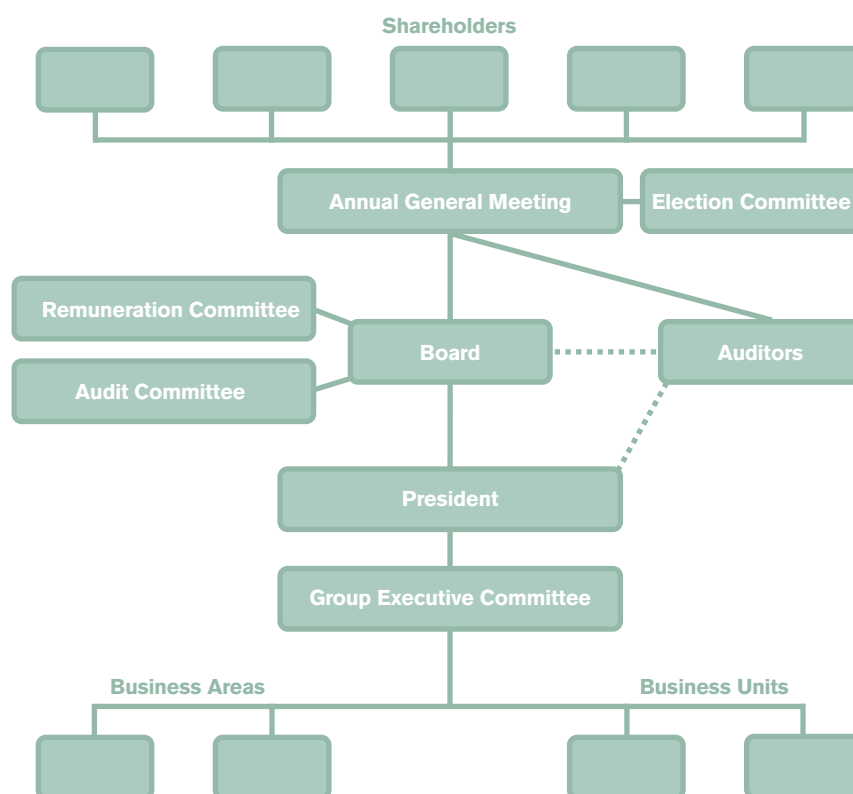 Shareholders
Annual General Meeting
Election Committee
Remuneration Committee
Board
Auditors
Audit Committee
President
Group Executive Committee
Business Areas
Business Units